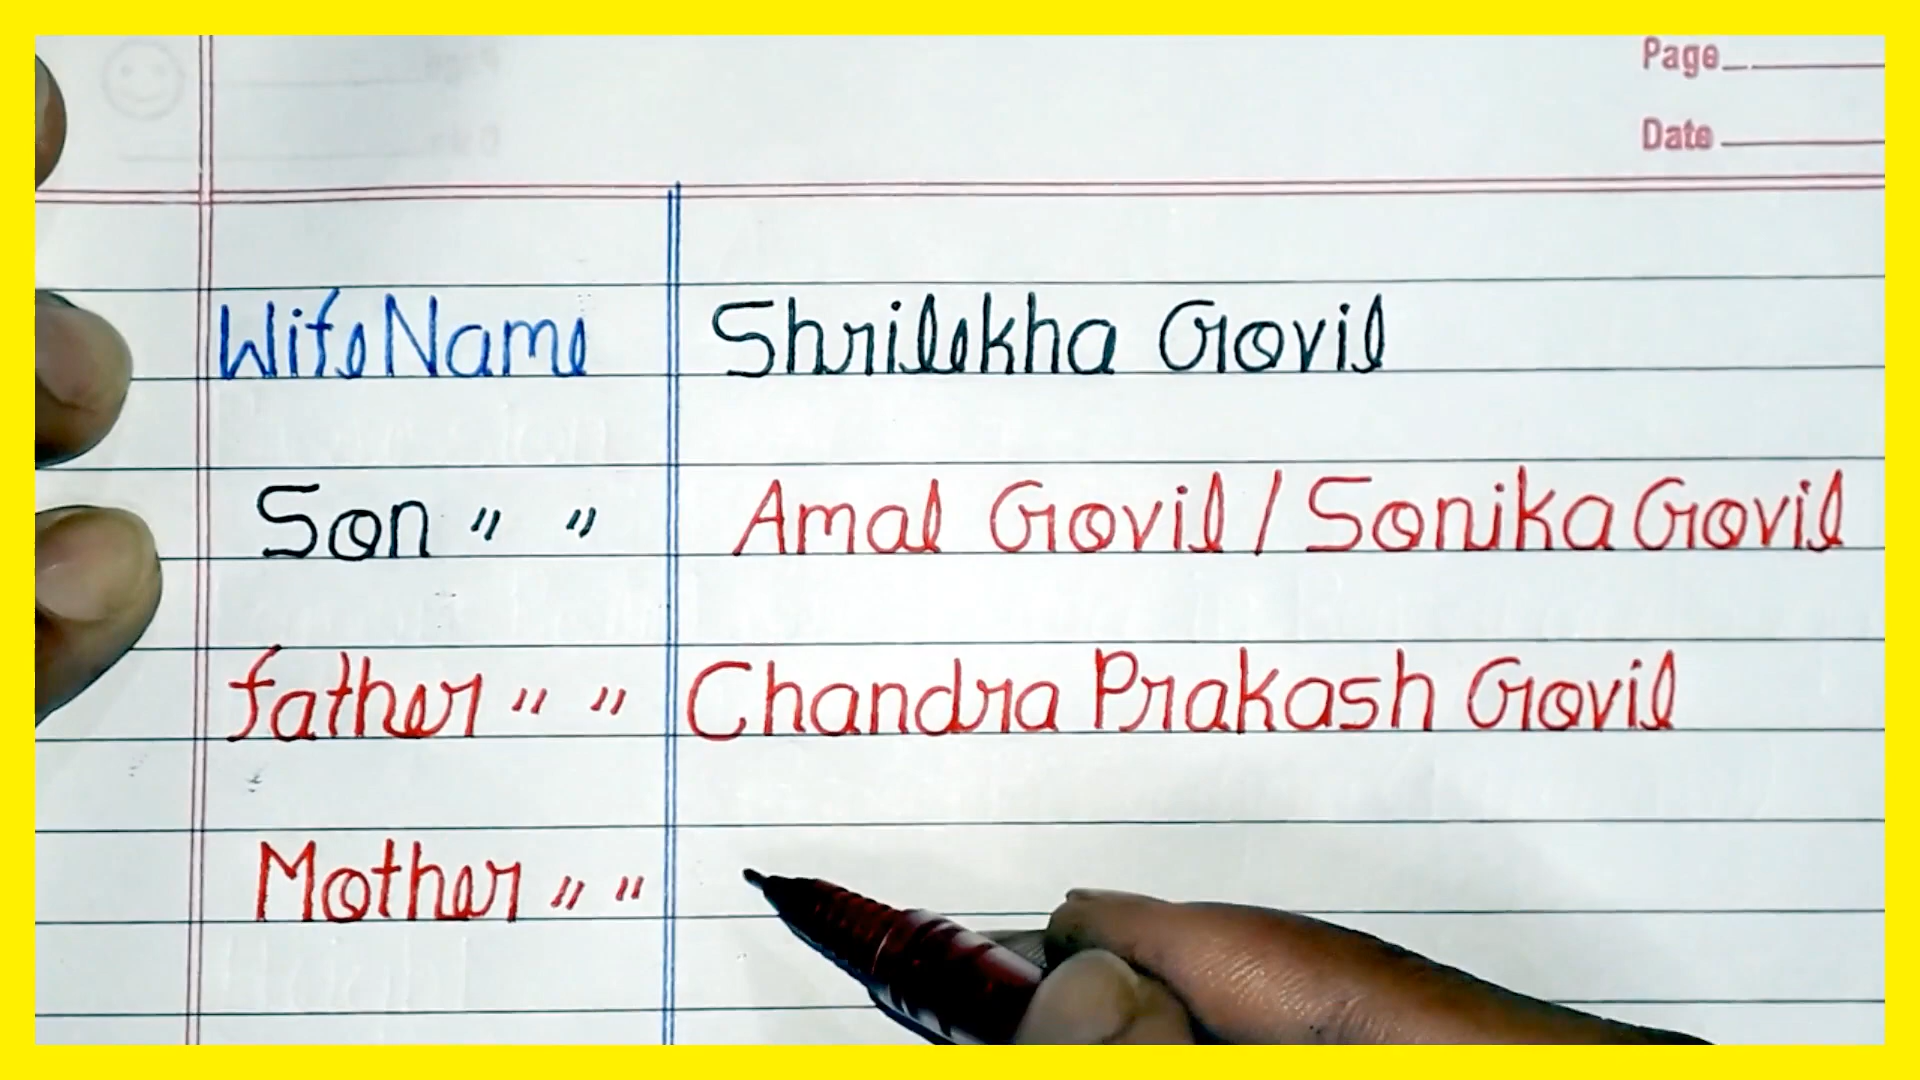 Page
Date
Wife Name Shrilekha Govil
Son " " Amal Govil / Sonika Govil
father " " Chandra Prakash Govil
Mother " "